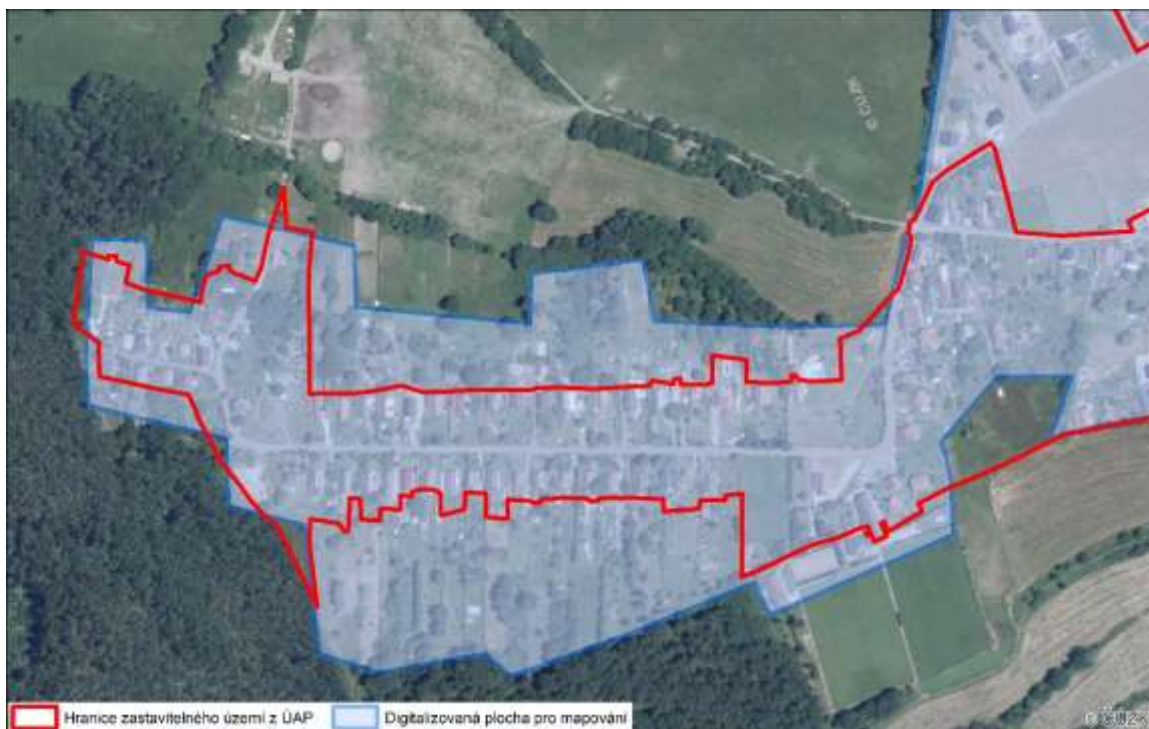 © ČÚZK
Hranice zastavitelného území z ÚAP
Digitalizovaná plocha pro mapování
© ČÚZK